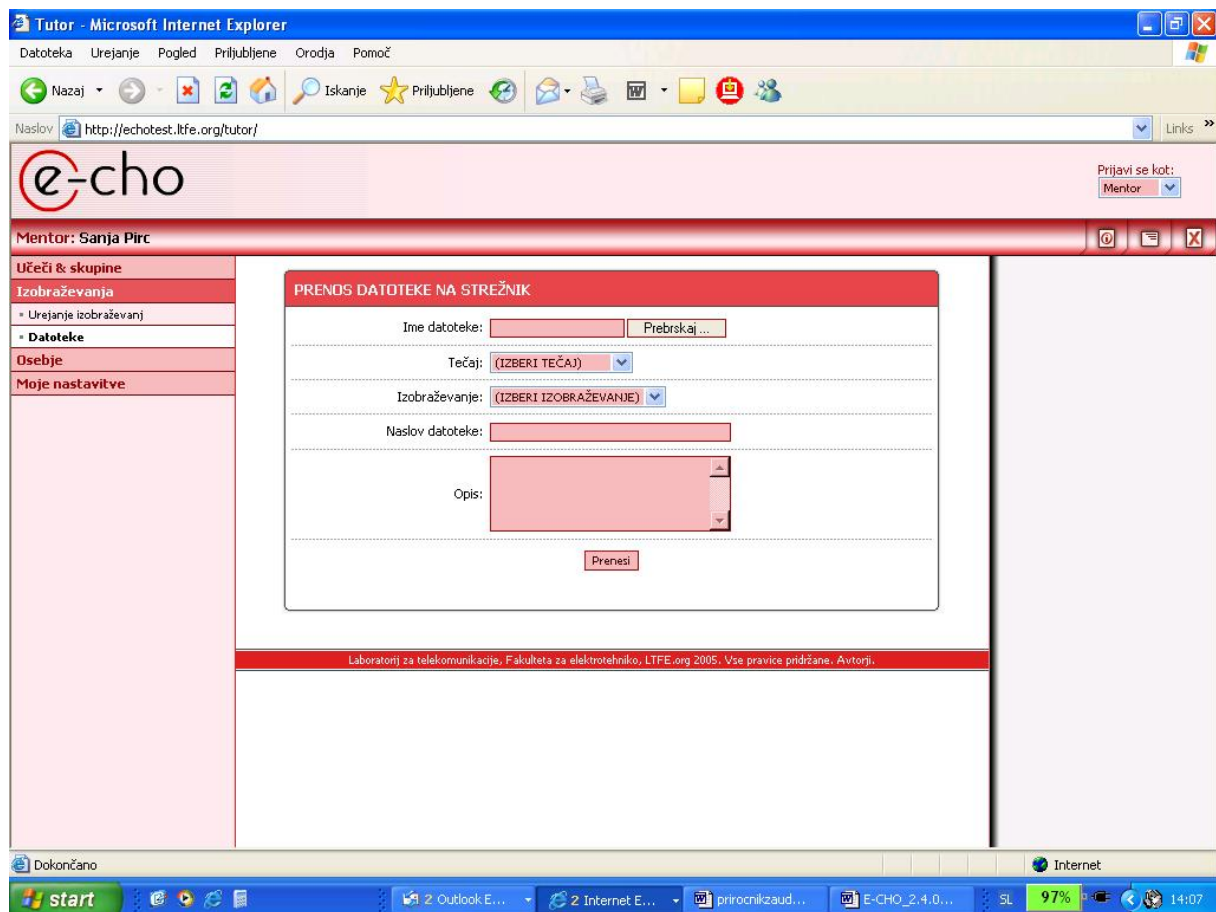 Tutor - Microsoft Internet Explorer
Datoteka Urejanje Pogled Priljubljene Orodja Pomoč
Nazaj Iskanje Priljubljene
Naslov http://echotest.ltfe.org/tutor/ Links »
e-cho
Prijavi se kot:
Mentor
Mentor: Sanja Pirc
Učeči & skupine
Izobraževanja
Urejanje izobraževanj
Datoteke
Osebje
Moje nastavitve
PRENOS DATOTEKE NA STREŽNIK
Ime datoteke: Prebrskaj ...
Tečaj: (IZBERI TEČAJ)
Izobraževanje: (IZBERI IZOBRAŽEVANJE)
Naslov datoteke:
Opis:
Prenesi
Laboratorij za telekomunikacije, Fakulteta za elektrotehniko, LTFE.org 2005. Vse pravice pridržane. Avtorji.
Dokončano Internet
start 2 Outlook E... 2 Internet E... prirocnikzaud... E-CHO_2.4.0... SL 97% 14:07